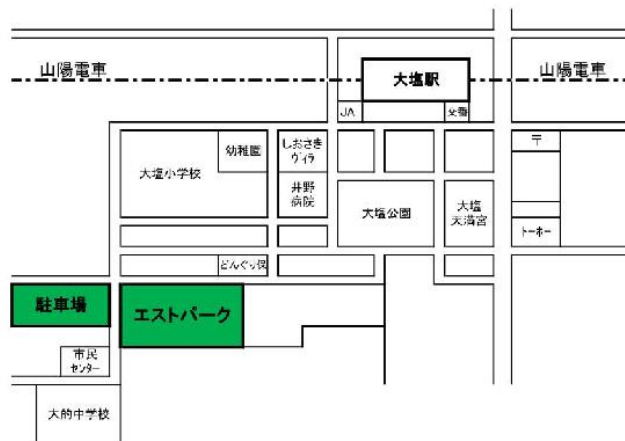 山陽電車
大塩駅
山陽電車
JA
交番
幼稚園
しおさき
ヴィラ
〒
大塩小学校
井野
病院
大塩公園
大塩
天満宮
トーホー
どんぐり保
駐車場
エストパーク
市民
センター
大的中学校